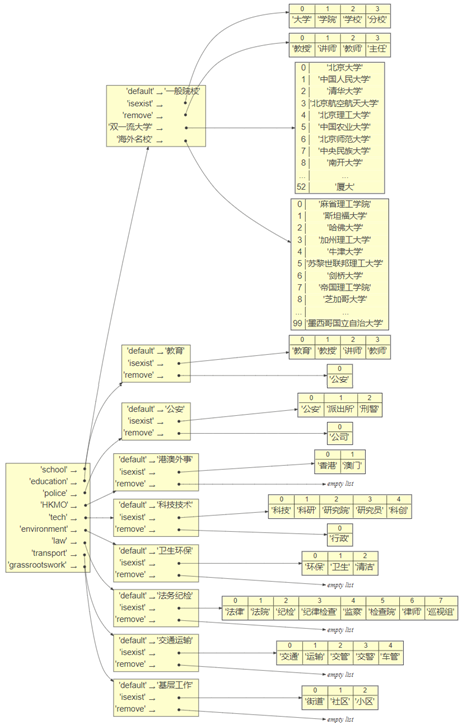 0 1 2 3
'大学' '学院' '学校' '分校'
0 1 2 3
'教授' '讲师' '教师' '主任'
'default' → '一般院校'
'isexist' →
'remove' →
'双一流大学' →
'海外名校' →
0 '北京大学'
1 '中国人民大学'
2 '清华大学'
3 '北京航空航天大学'
4 '北京理工大学'
5 '中国农业大学'
6 '北京师范大学'
7 '中央民族大学'
8 '南开大学'
... ...
52 '厦大'
0 '麻省理工学院'
1 '斯坦福大学'
2 '哈佛大学'
3 '加州理工大学'
4 '牛津大学'
5 '苏黎世联邦理工大学'
6 '剑桥大学'
7 '帝国理工学院'
8 '芝加哥大学'
... ...
99 '墨西哥国立自治大学'
'default' → '教育'
'isexist' →
'remove' →
0 1 2 3
'教育' '教授' '讲师' '教师'
0
'公安'
'default' → '公安'
'isexist' →
'remove' →
0 1 2
'公安' '派出所' '刑警'
0
'公司'
'school' →
'education' →
'police' →
'HKMO' →
'tech' →
'environment' →
'law' →
'transport' →
'grassrootswork' →
'default' → '港澳外事'
'isexist' →
'remove' →
0 1
'香港' '澳门'
empty list
'default' → '科技技术'
'isexist' →
'remove' →
0 1 2 3 4
'科技' '科研' '研究院' '研究员' '科创'
0
'行政'
'default' → '卫生环保'
'isexist' →
'remove' →
0 1 2
'环保' '卫生' '清洁'
empty list
'default' → '法务纪检'
'isexist' →
'remove' →
0 1 2 3 4 5 6 7
'法律' '法院' '纪检' '纪律检查' '监察' '检查院' '律师' '巡视组'
empty list
'default' → '交通运输'
'isexist' →
'remove' →
0 1 2 3 4
'交通' '运输' '交管' '交警' '车管'
empty list
'default' → '基层工作'
'isexist' →
'remove' →
0 1 2
'街道' '社区' '小区'
empty list